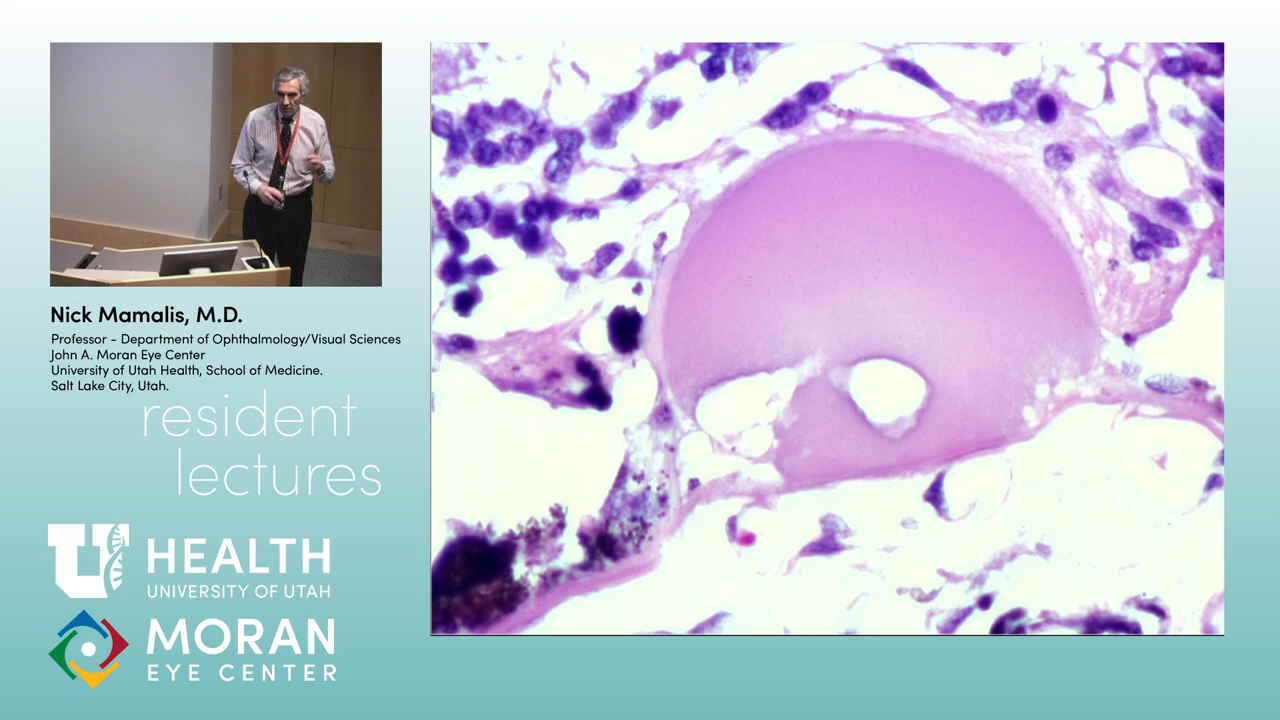 Nick Mamalis, M.D.
Professor - Department of Ophthalmology/Visual Sciences
John A. Moran Eye Center
University of Utah Health, School of Medicine.
Salt Lake City, Utah.
resident
lectures
U HEALTH
UNIVERSITY OF UTAH
MORAN
EYE CENTER